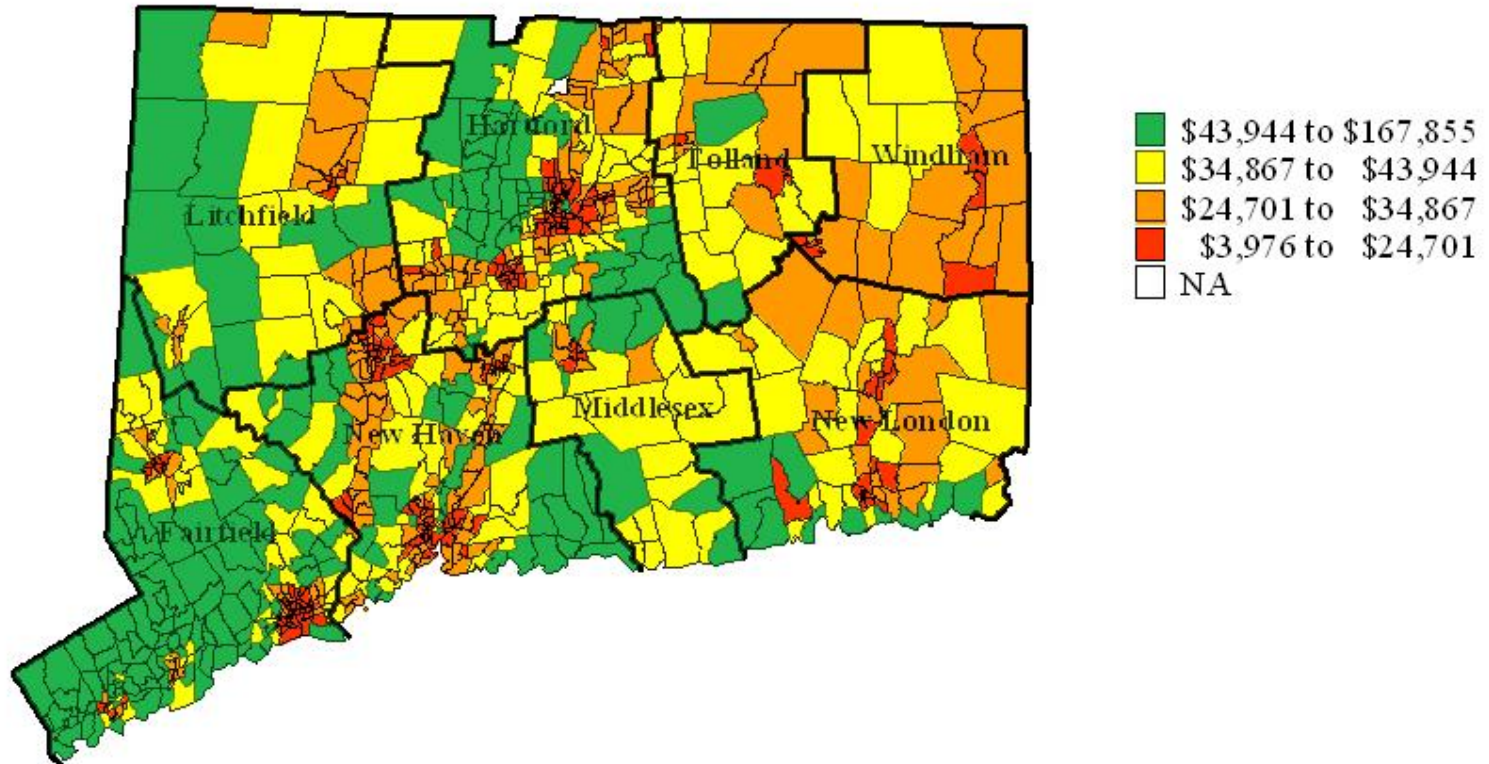 Hartford
Tolland
Windham
Litchfield
Middlesex
New London
New Haven
Fairfield
$43,944 to $167,855
$34,867 to $43,944
$24,701 to $34,867
$3,976 to $24,701
NA